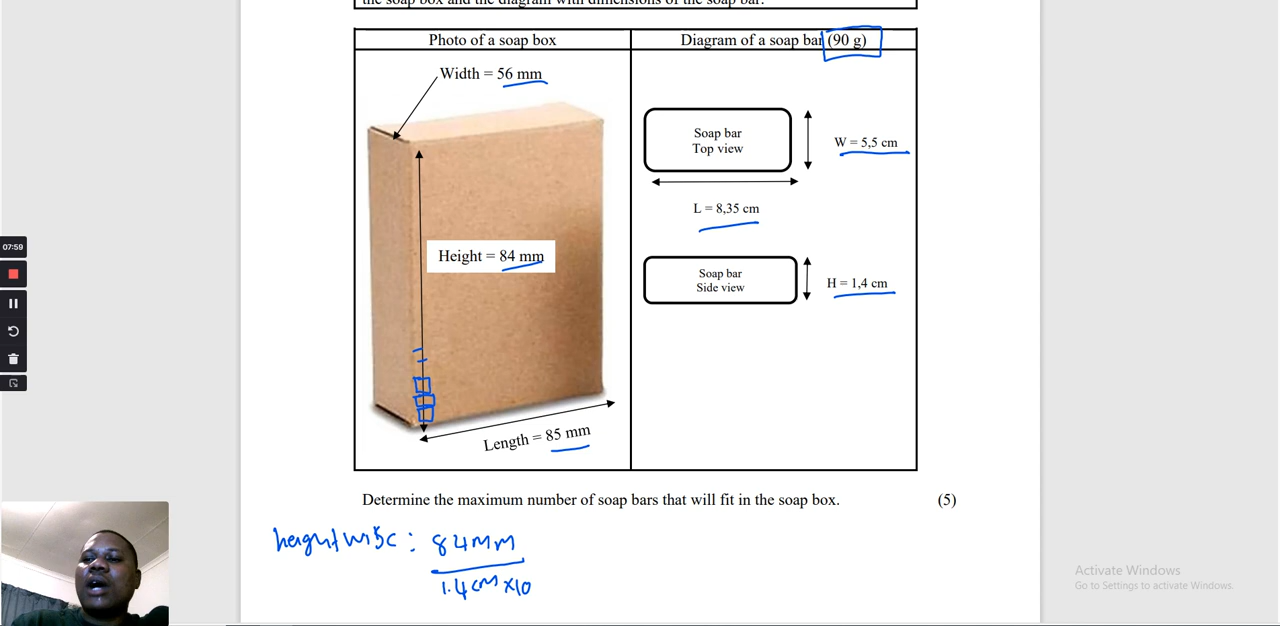 the soap box and the diagram with dimensions of the soap bar.
Photo of a soap box
Diagram of a soap bar (90 g)
Width = 56 mm
Height = 84 mm
Length = 85 mm
Soap bar
Top view
W = 5,5 cm
L = 8,35 cm
Soap bar
Side view
H = 1,4 cm
Determine the maximum number of soap bars that will fit in the soap box. (5)
: 84mm
1.4cm x10
07:59
Activate Windows
Go to Settings to activate Windows.